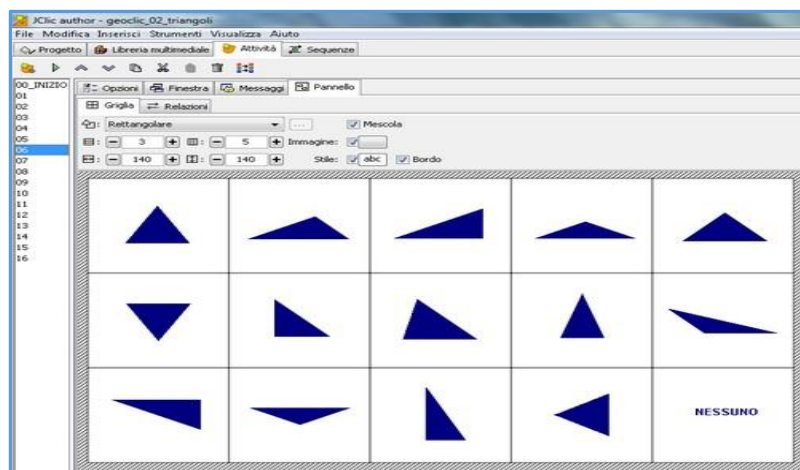 JClic author - geoclic_02_triangoli
File Modifica Inserisci Strumenti Visualizza Aiuto
Progetto Libreria multimediale Attività Sequenze
00_INIZIO
01
02
03
04
05
06
07
08
09
10
11
12
13
14
15
16
Opzioni Finestra Messaggi Pannello
Griglia Relazioni
Rettangolare ... Mescola
3 5 Immagine:
140 140 Stile: abc Bordo
NESSUNO